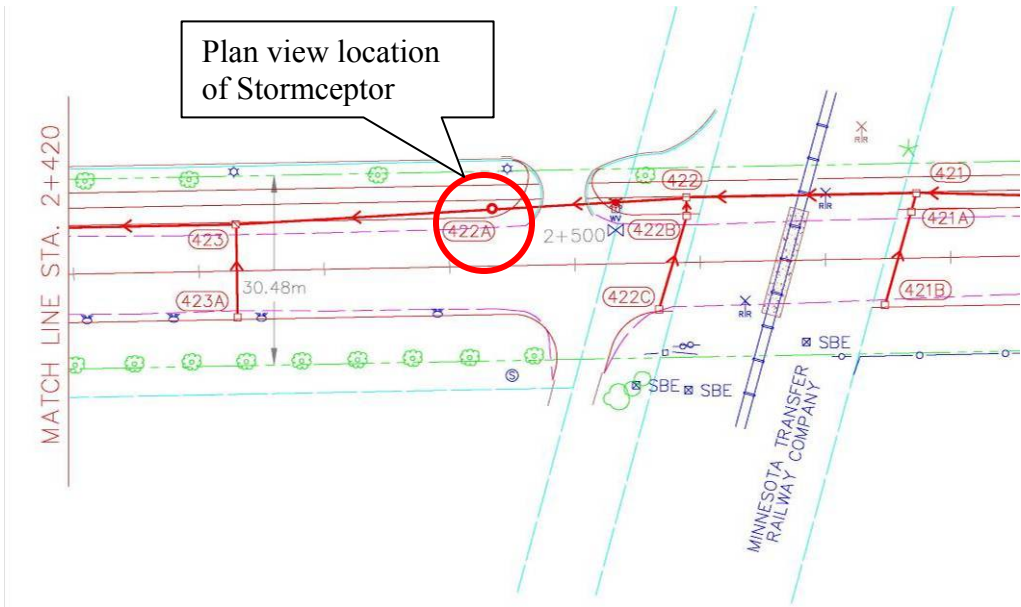 Plan view location
of Stormceptor
MATCH LINE STA. 2+420
RR
422
421
RR
423
422A
2+500
WV
422B
421A
423A
30.48m
422C
RR
421B
S
SBE
SBE
SBE
MINNESOTA TRANSFER
RAILWAY COMPANY